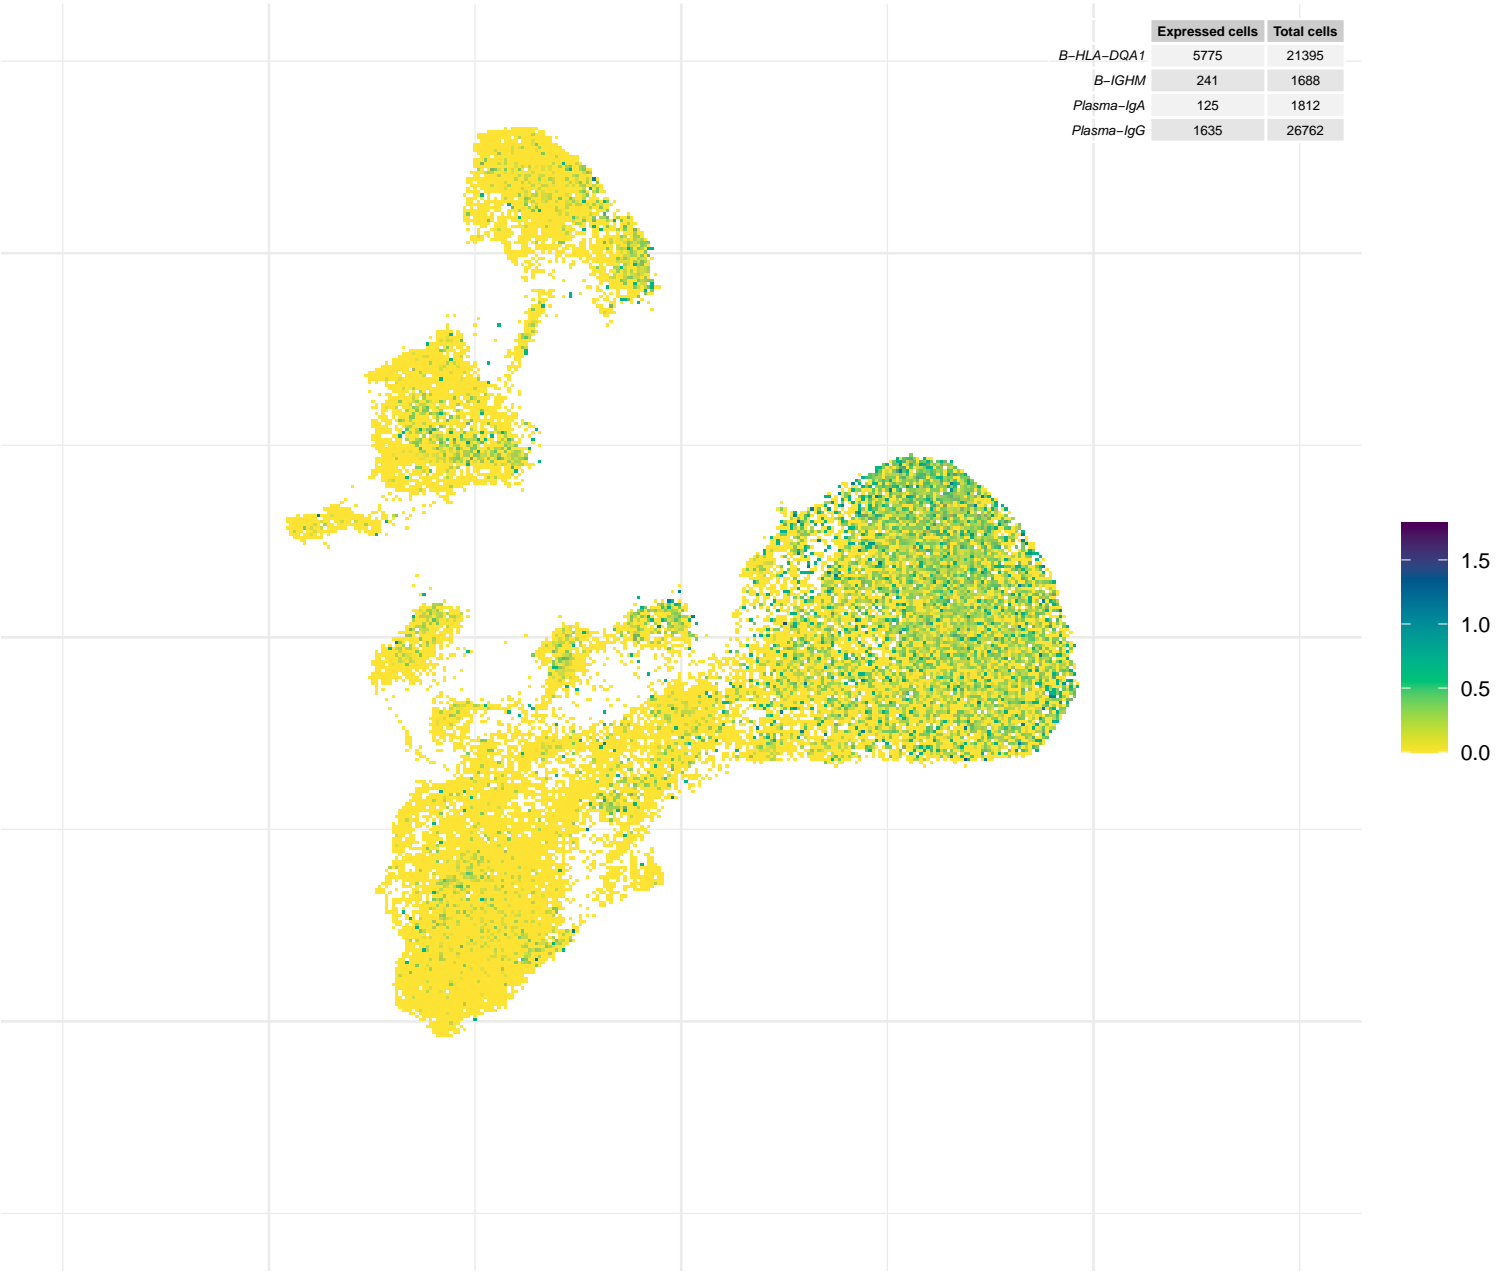 Expressed cells Total cells
B−HLA−DQA1 5775 21395
B−IGHM 241 1688
Plasma−IgA 125 1812
Plasma−IgG 1635 26762
1.5
1.0
0.5
0.0